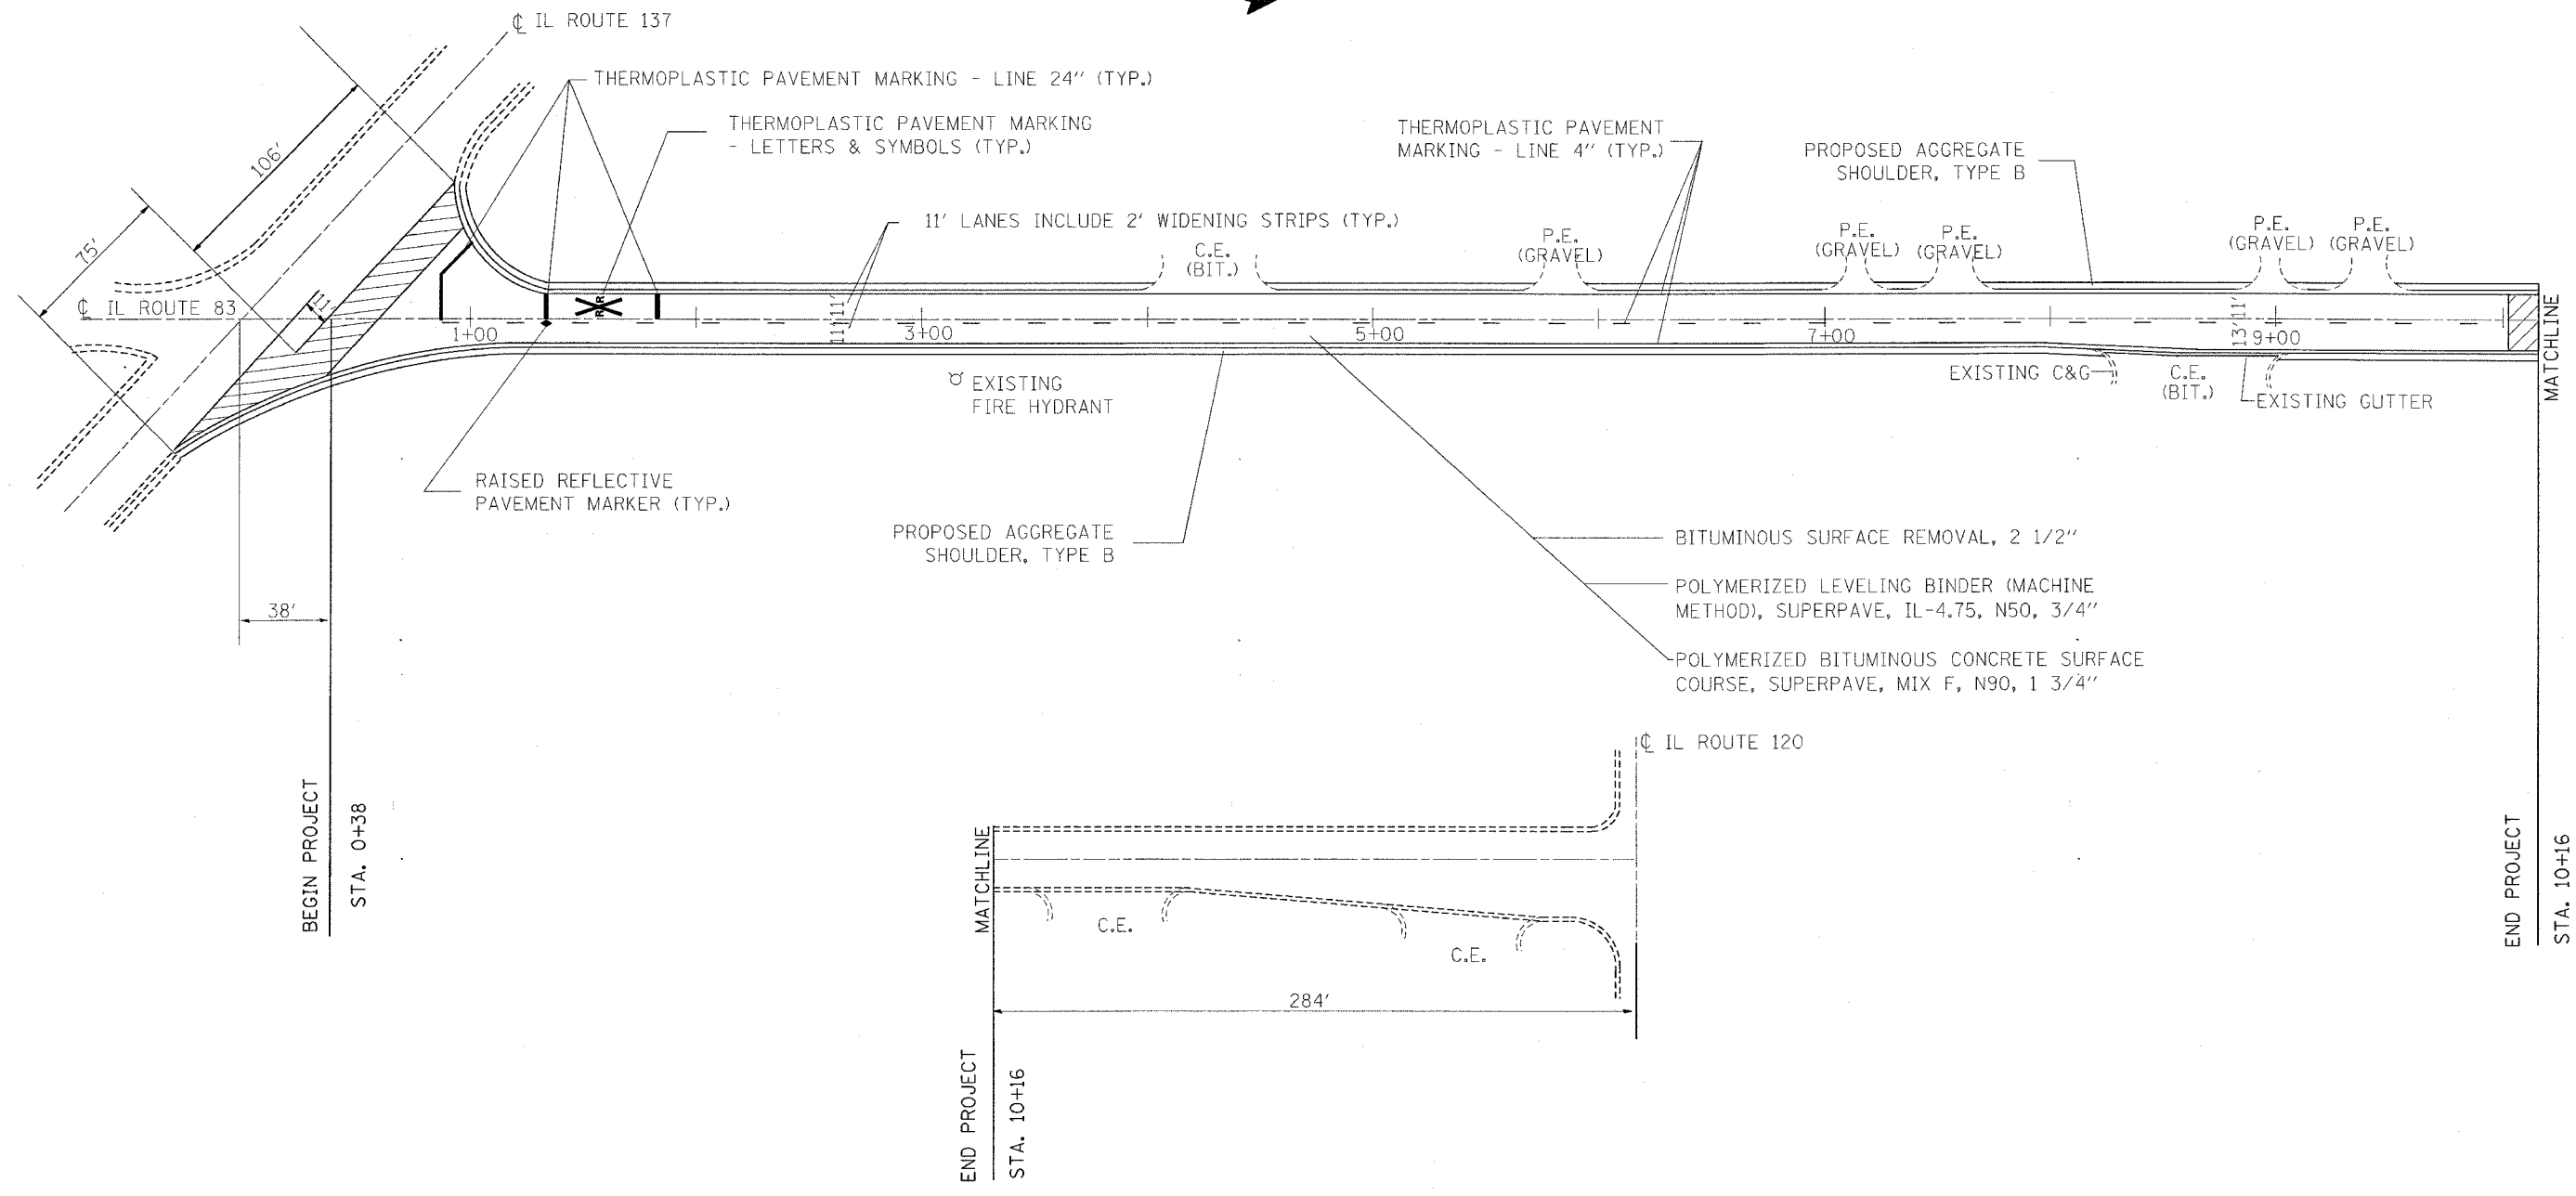 ℄ IL ROUTE 137
THERMOPLASTIC PAVEMENT MARKING - LINE 24" (TYP.)
THERMOPLASTIC PAVEMENT MARKING
- LETTERS & SYMBOLS (TYP.)
THERMOPLASTIC PAVEMENT
MARKING - LINE 4" (TYP.)
PROPOSED AGGREGATE
SHOULDER, TYPE B
106'
75'
11'
11' LANES INCLUDE 2' WIDENING STRIPS (TYP.)
C.E.
(BIT.)
P.E.
(GRAVEL)
P.E.
(GRAVEL)
P.E.
(GRAVEL)
P.E.
(GRAVEL)
P.E.
(GRAVEL)
℄ IL ROUTE 83
R R
11' 11'
13' 11'
1+00
3+00
5+00
7+00
9+00
MATCHLINE
EXISTING
FIRE HYDRANT
EXISTING C&G
C.E.
(BIT.)
EXISTING GUTTER
RAISED REFLECTIVE
PAVEMENT MARKER (TYP.)
PROPOSED AGGREGATE
SHOULDER, TYPE B
BITUMINOUS SURFACE REMOVAL, 2 1/2"
POLYMERIZED LEVELING BINDER (MACHINE
METHOD), SUPERPAVE, IL-4.75, N50, 3/4"
POLYMERIZED BITUMINOUS CONCRETE SURFACE
COURSE, SUPERPAVE, MIX F, N90, 1 3/4"
38'
BEGIN PROJECT
STA. 0+38
END PROJECT
STA. 10+16
℄ IL ROUTE 120
MATCHLINE
C.E.
C.E.
284'
END PROJECT
STA. 10+16